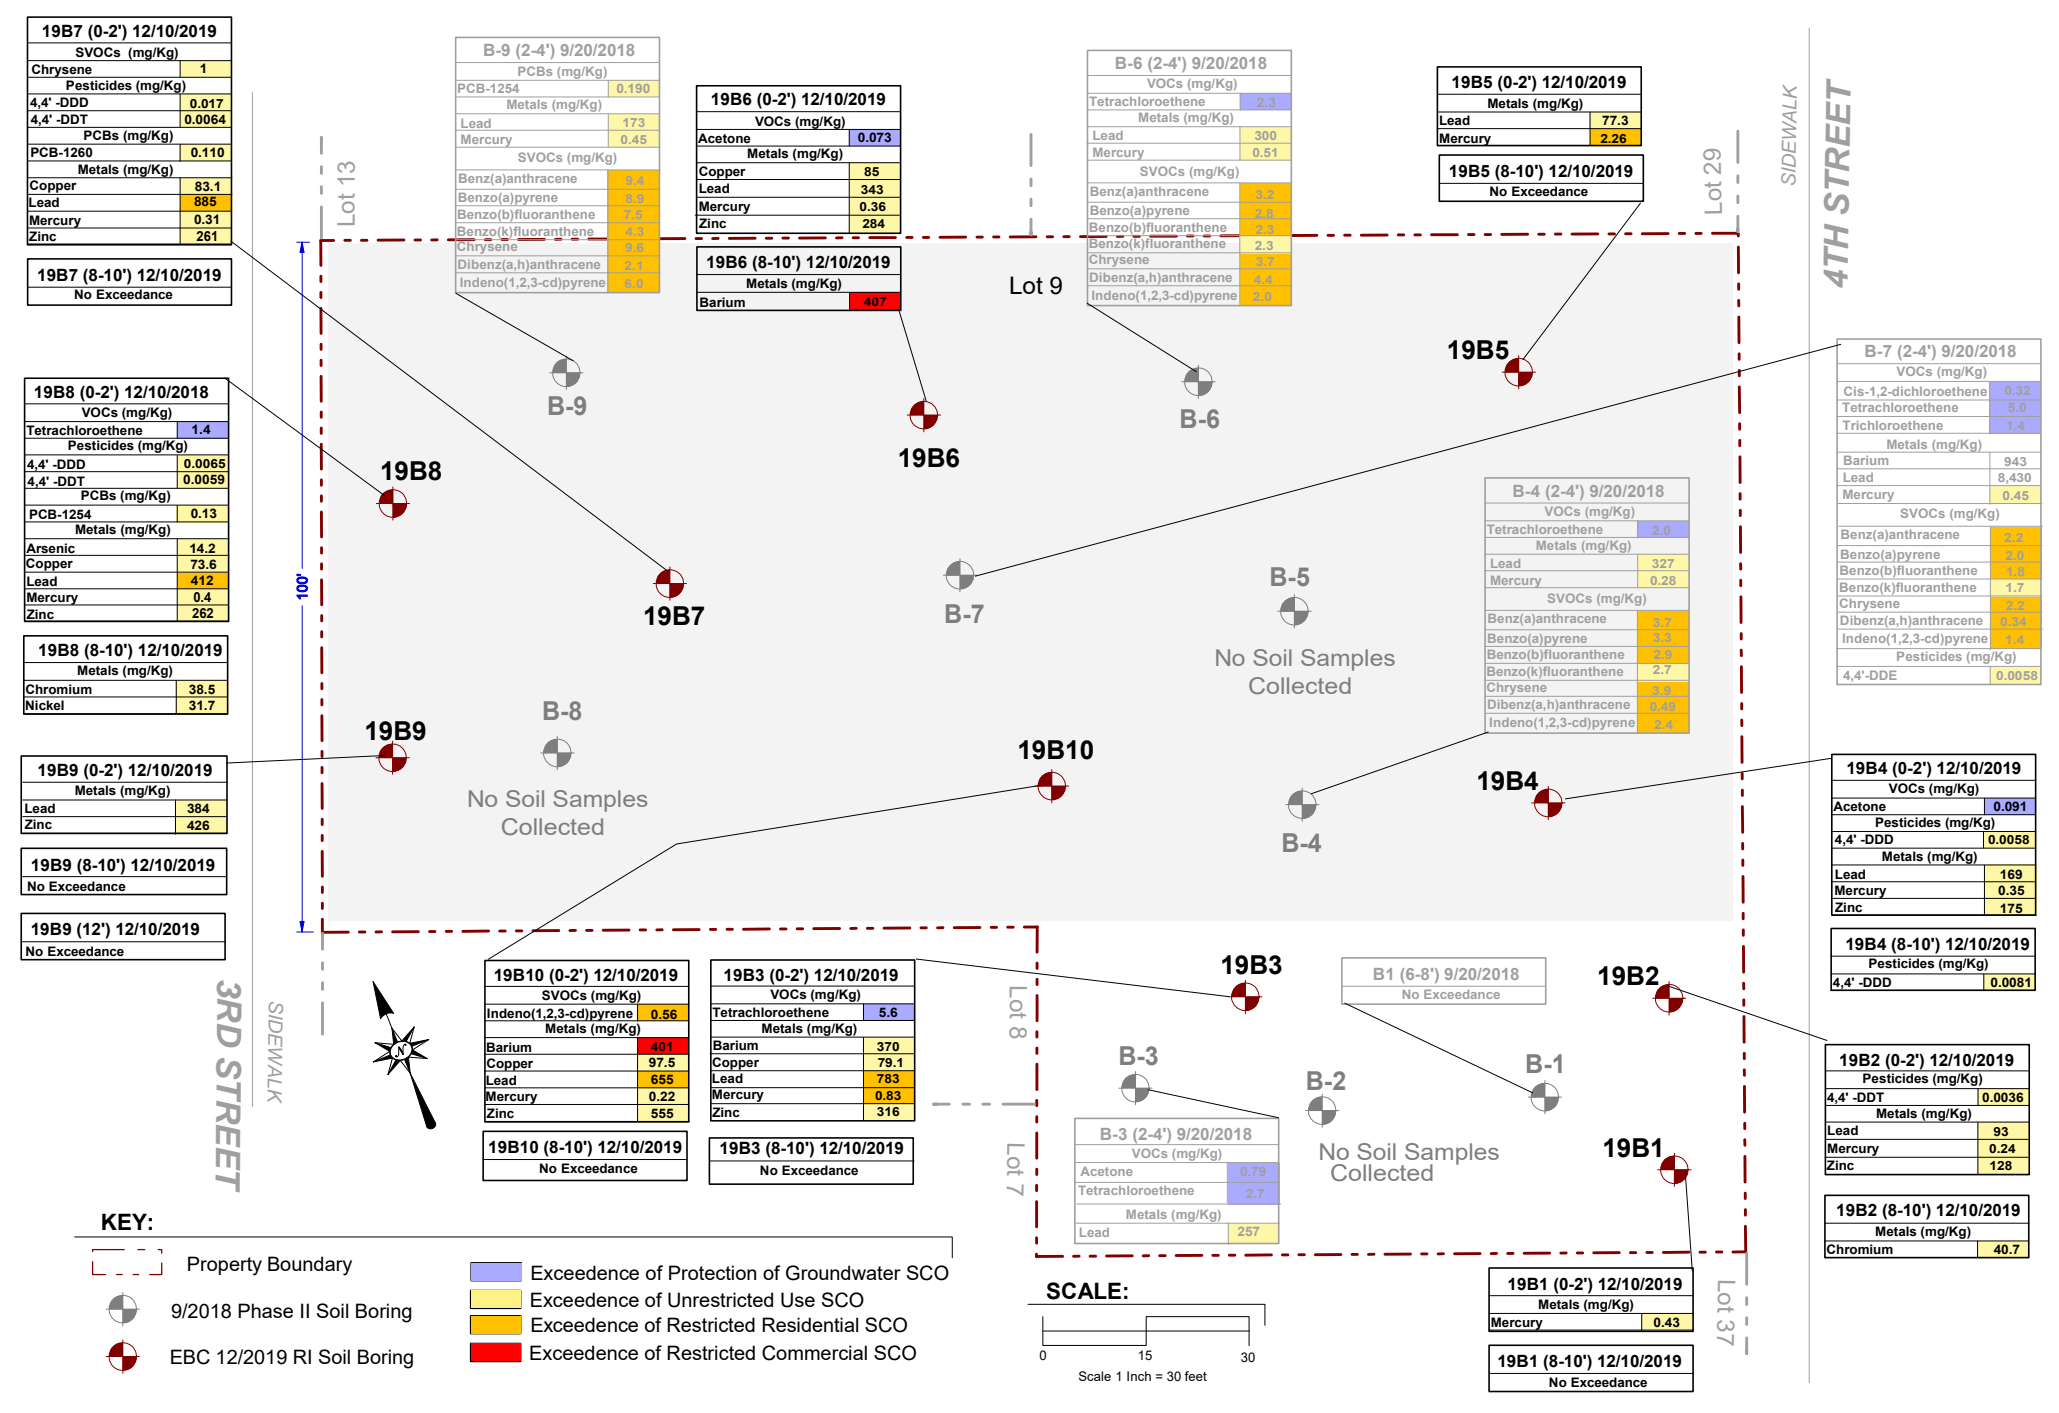 19B7 (0-2') 12/10/2019
SVOCs (mg/Kg)
Chrysene 1
Pesticides (mg/Kg)
4,4' -DDD 0.017
4,4' -DDT 0.0064
PCBs (mg/Kg)
PCB-1260 0.110
Metals (mg/Kg)
Copper 83.1
Lead 885
Mercury 0.31
Zinc 261
19B7 (8-10') 12/10/2019
No Exceedance
B-9 (2-4') 9/20/2018
PCBs (mg/Kg)
PCB-1254 0.190
Metals (mg/Kg)
Lead 173
Mercury 0.45
SVOCs (mg/Kg)
Benz(a)anthracene 9.4
Benzo(a)pyrene 8.9
Benzo(b)fluoranthene 7.5
Benzo(k)fluoranthene 4.3
Chrysene 9.6
Dibenz(a,h)anthracene 2.1
Indeno(1,2,3-cd)pyrene 6.0
19B6 (0-2') 12/10/2019
VOCs (mg/Kg)
Acetone 0.073
Metals (mg/Kg)
Copper 85
Lead 343
Mercury 0.36
Zinc 284
19B6 (8-10') 12/10/2019
Metals (mg/Kg)
Barium 407
B-6 (2-4') 9/20/2018
VOCs (mg/Kg)
Tetrachloroethene 2.3
Metals (mg/Kg)
Lead 300
Mercury 0.51
SVOCs (mg/Kg)
Benz(a)anthracene 3.2
Benzo(a)pyrene 2.8
Benzo(b)fluoranthene 2.3
Benzo(k)fluoranthene 2.3
Chrysene 3.7
Dibenz(a,h)anthracene 4.4
Indeno(1,2,3-cd)pyrene 2.0
19B5 (0-2') 12/10/2019
Metals (mg/Kg)
Lead 77.3
Mercury 2.26
19B5 (8-10') 12/10/2019
No Exceedance
Lot 13
Lot 9
Lot 29
SIDEWALK
4TH STREET
19B8 (0-2') 12/10/2018
VOCs (mg/Kg)
Tetrachloroethene 1.4
Pesticides (mg/Kg)
4,4' -DDD 0.0065
4,4' -DDT 0.0059
PCBs (mg/Kg)
PCB-1254 0.13
Metals (mg/Kg)
Arsenic 14.2
Copper 73.6
Lead 412
Mercury 0.4
Zinc 262
19B8 (8-10') 12/10/2019
Metals (mg/Kg)
Chromium 38.5
Nickel 31.7
19B9 (0-2') 12/10/2019
Metals (mg/Kg)
Lead 384
Zinc 426
19B9 (8-10') 12/10/2019
No Exceedance
19B9 (12') 12/10/2019
No Exceedance
100'
B-9
19B6
B-6
19B5
19B8
19B7
B-7
B-5
No Soil Samples
Collected
B-8
No Soil Samples
Collected
19B9
19B10
B-4
19B4
B-4 (2-4') 9/20/2018
VOCs (mg/Kg)
Tetrachloroethene 2.0
Metals (mg/Kg)
Lead 327
Mercury 0.28
SVOCs (mg/Kg)
Benz(a)anthracene 3.7
Benzo(a)pyrene 3.3
Benzo(b)fluoranthene 2.9
Benzo(k)fluoranthene 2.7
Chrysene 3.9
Dibenz(a,h)anthracene 0.49
Indeno(1,2,3-cd)pyrene 2.4
B-7 (2-4') 9/20/2018
VOCs (mg/Kg)
Cis-1,2-dichloroethene 0.32
Tetrachloroethene 5.0
Trichloroethene 1.4
Metals (mg/Kg)
Barium 943
Lead 8,430
Mercury 0.45
SVOCs (mg/Kg)
Benz(a)anthracene 2.2
Benzo(a)pyrene 2.0
Benzo(b)fluoranthene 1.8
Benzo(k)fluoranthene 1.7
Chrysene 2.2
Dibenz(a,h)anthracene 0.34
Indeno(1,2,3-cd)pyrene 1.4
Pesticides (mg/Kg)
4,4'-DDE 0.0058
19B4 (0-2') 12/10/2019
VOCs (mg/Kg)
Acetone 0.091
Pesticides (mg/Kg)
4,4' -DDD 0.0058
Metals (mg/Kg)
Lead 169
Mercury 0.35
Zinc 175
19B4 (8-10') 12/10/2019
Pesticides (mg/Kg)
4,4' -DDD 0.0081
3RD STREET
SIDEWALK
N
19B10 (0-2') 12/10/2019
SVOCs (mg/Kg)
Indeno(1,2,3-cd)pyrene 0.56
Metals (mg/Kg)
Barium 401
Copper 97.5
Lead 655
Mercury 0.22
Zinc 555
19B10 (8-10') 12/10/2019
No Exceedance
19B3 (0-2') 12/10/2019
VOCs (mg/Kg)
Tetrachloroethene 5.6
Metals (mg/Kg)
Barium 370
Copper 79.1
Lead 783
Mercury 0.83
Zinc 316
19B3 (8-10') 12/10/2019
No Exceedance
Lot 8
Lot 7
19B3
B1 (6-8') 9/20/2018
No Exceedance
19B2
B-3
B-2
B-1
No Soil Samples
Collected
19B1
B-3 (2-4') 9/20/2018
VOCs (mg/Kg)
Acetone 0.79
Tetrachloroethene 2.7
Metals (mg/Kg)
Lead 257
19B2 (0-2') 12/10/2019
Pesticides (mg/Kg)
4,4' -DDT 0.0036
Metals (mg/Kg)
Lead 93
Mercury 0.24
Zinc 128
19B2 (8-10') 12/10/2019
Metals (mg/Kg)
Chromium 40.7
19B1 (0-2') 12/10/2019
Metals (mg/Kg)
Mercury 0.43
19B1 (8-10') 12/10/2019
No Exceedance
Lot 37
KEY:
Property Boundary
9/2018 Phase II Soil Boring
EBC 12/2019 RI Soil Boring
Exceedence of Protection of Groundwater SCO
Exceedence of Unrestricted Use SCO
Exceedence of Restricted Residential SCO
Exceedence of Restricted Commercial SCO
SCALE:
0 15 30
Scale 1 Inch = 30 feet